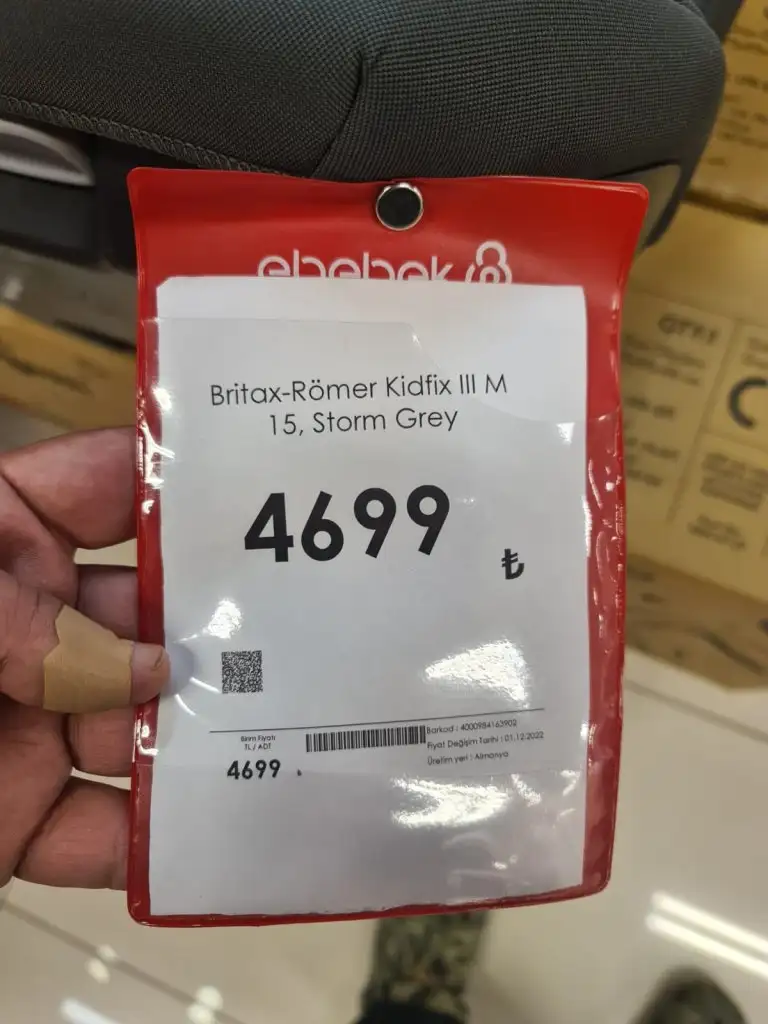 ebebek
Britax-Römer Kidfix III M
15, Storm Grey
4699
₺
Birim Fiyatı
TL / ADT
4699 ₺
Barkod : 4000984163902
Fiyat Değişim Tarihi : 01.12.2022
Üretim yeri : Almanya